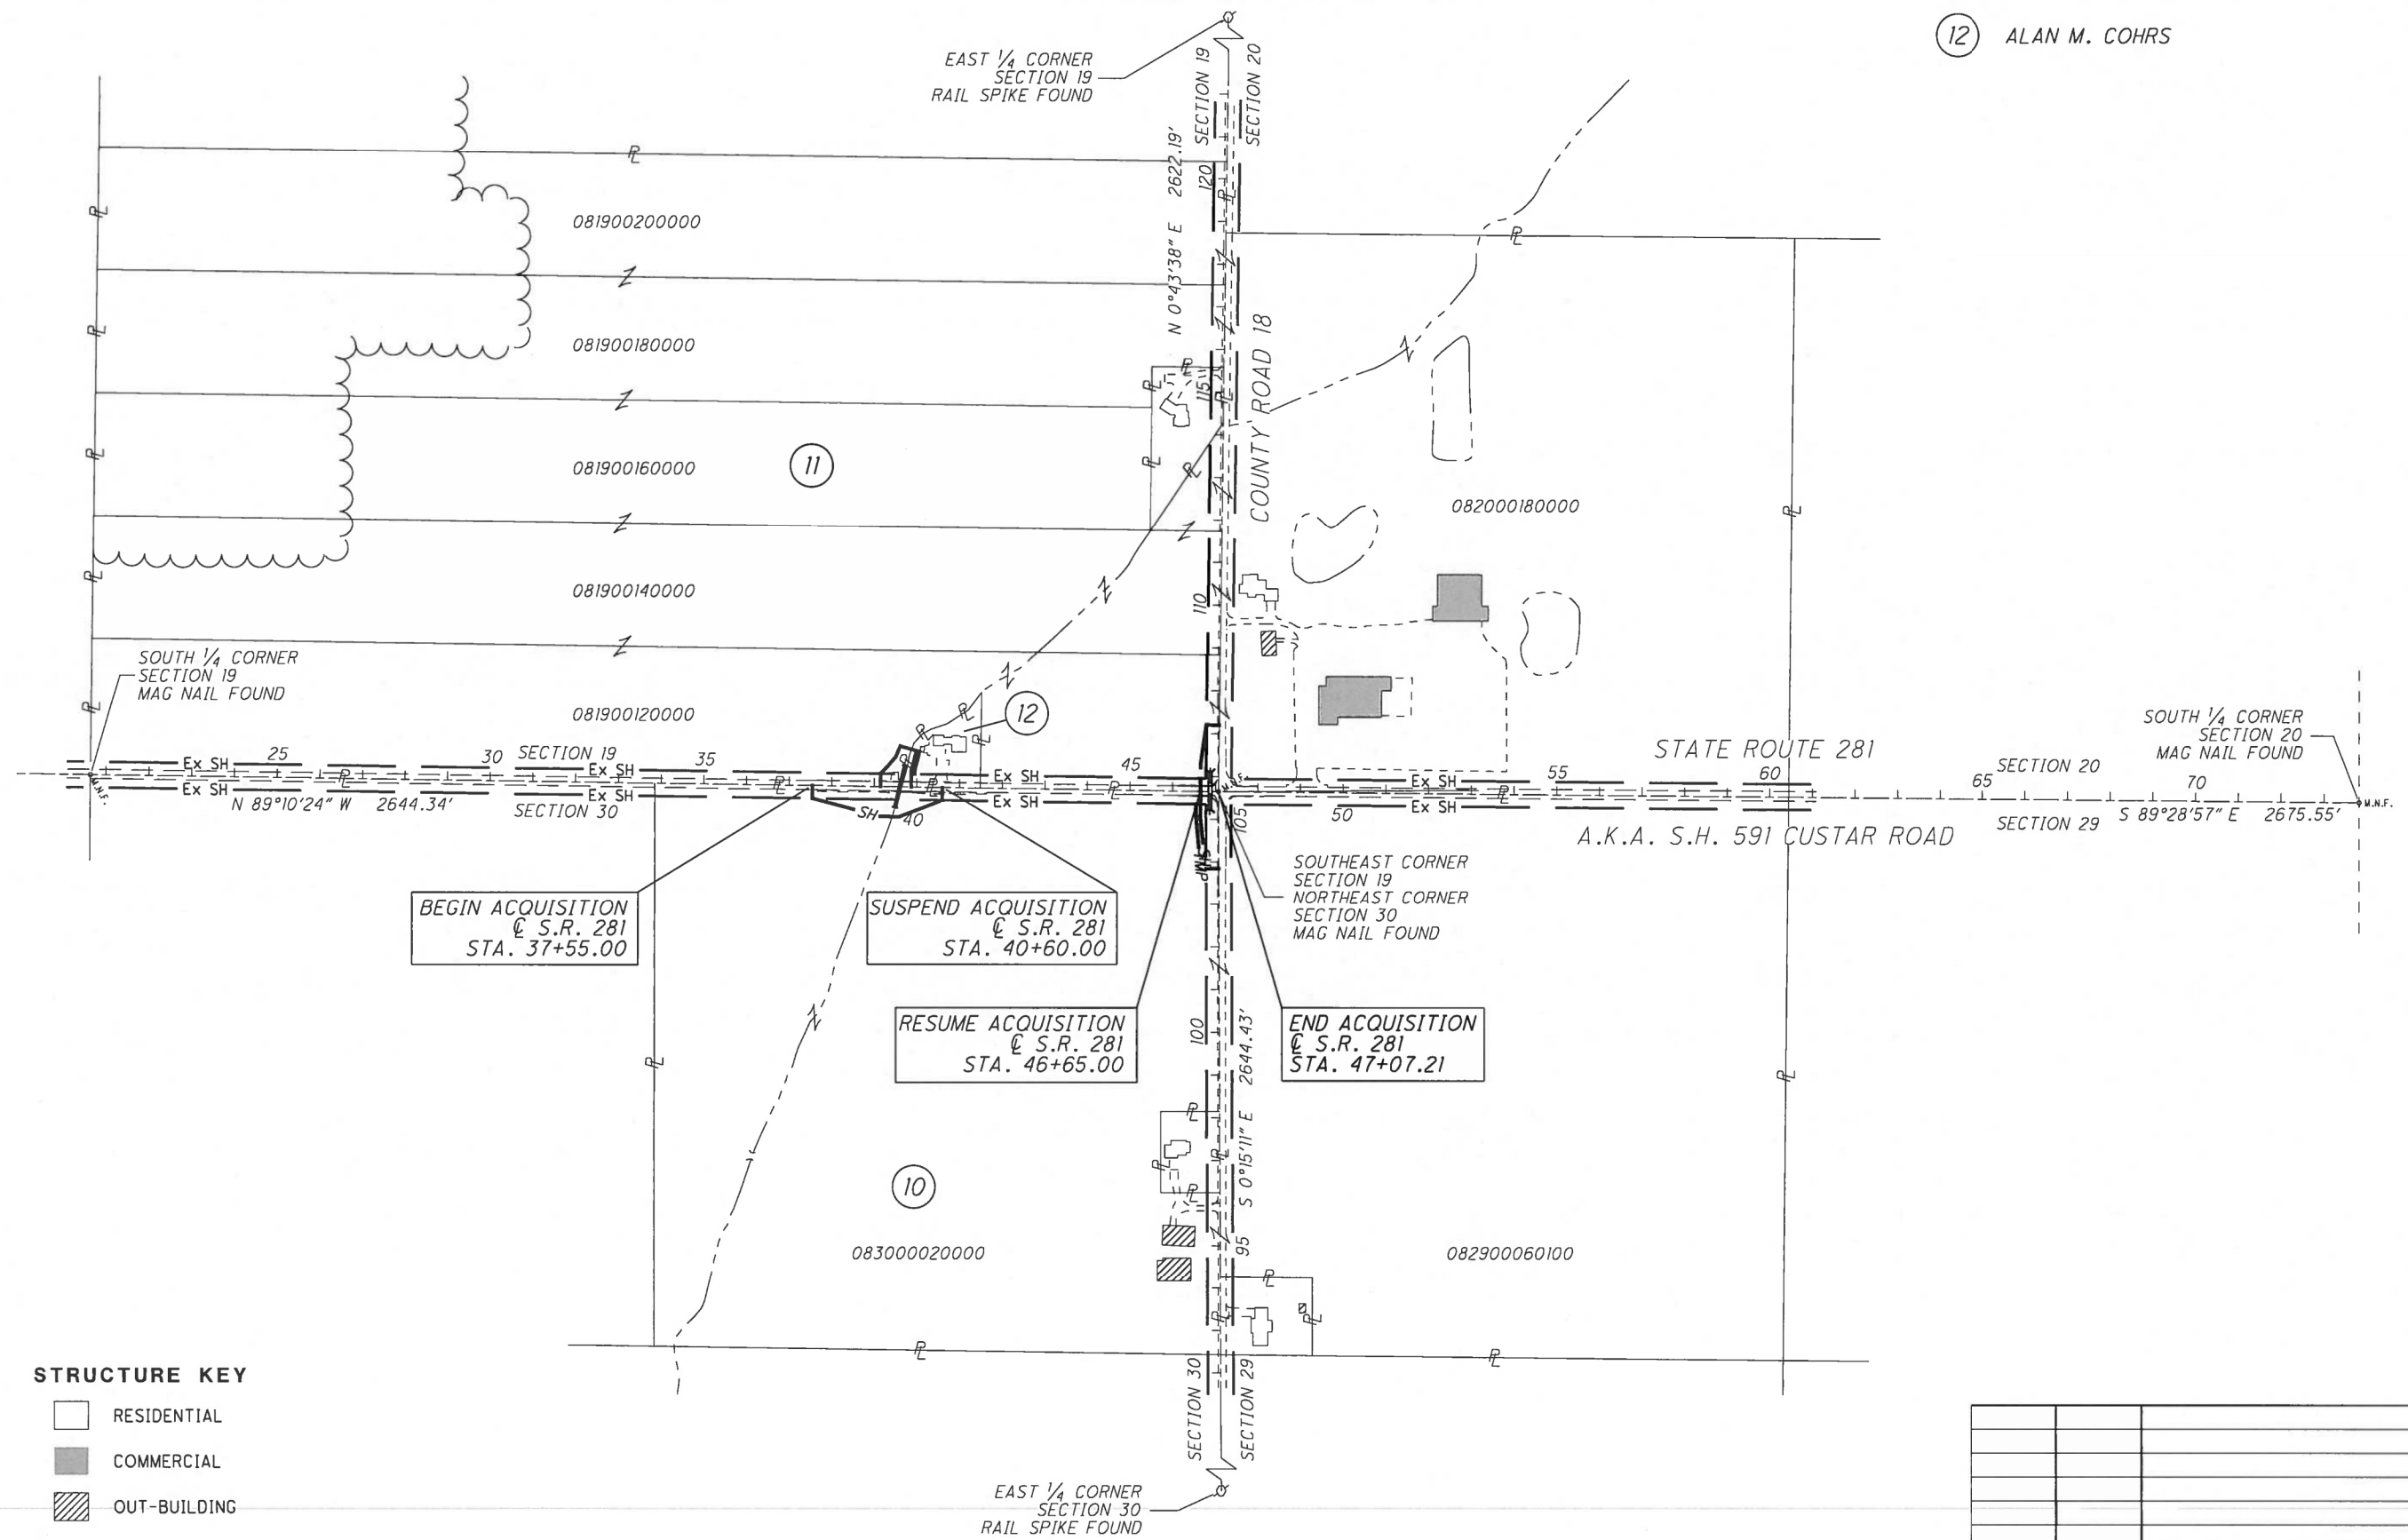 12 ALAN M. COHRS
EAST 1/4 CORNER
SECTION 19
RAIL SPIKE FOUND
SECTION 19
SECTION 20
N 0°43'38" E 2622.19'
120
115
110
105
100
95
COUNTY ROAD 18
081900200000
081900180000
081900160000
11
081900140000
081900120000
082000180000
SOUTH 1/4 CORNER
SECTION 19
MAG NAIL FOUND
12
SOUTH 1/4 CORNER
SECTION 20
MAG NAIL FOUND
STATE ROUTE 281
25 30 SECTION 19 35 45 55 60 65 SECTION 20 70
Ex SH Ex SH Ex SH Ex SH
M.N.F. M.N.F.
Ex SH Ex SH Ex SH Ex SH
N 89°10'24" W 2644.34' SECTION 30 SH 40 50 SECTION 29 S 89°28'57" E 2675.55'
A.K.A. S.H. 591 CUSTAR ROAD
SOUTHEAST CORNER
SECTION 19
NORTHEAST CORNER
SECTION 30
MAG NAIL FOUND
BEGIN ACQUISITION
℄ S.R. 281
STA. 37+55.00
SUSPEND ACQUISITION
℄ S.R. 281
STA. 40+60.00
RESUME ACQUISITION
℄ S.R. 281
STA. 46+65.00
END ACQUISITION
℄ S.R. 281
STA. 47+07.21
S 0°15'11" E 2644.43'
10
083000020000
082900060100
SECTION 30
SECTION 29
EAST 1/4 CORNER
SECTION 30
RAIL SPIKE FOUND
STRUCTURE KEY
RESIDENTIAL
COMMERCIAL
OUT-BUILDING